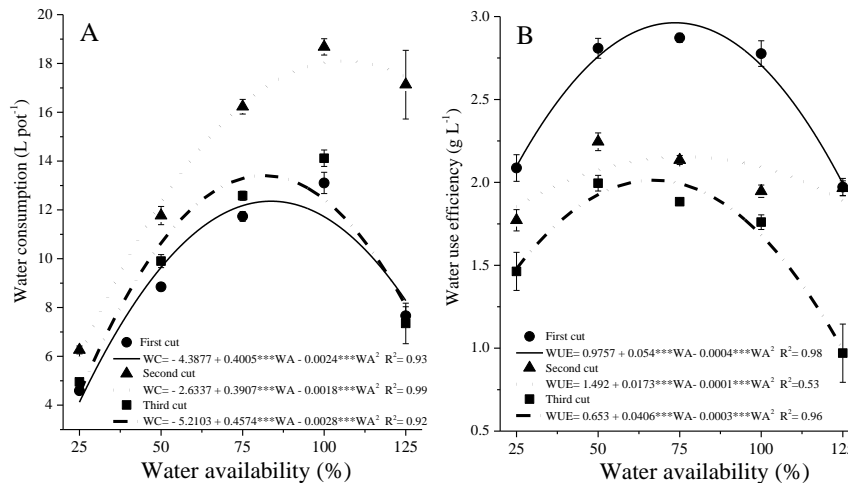 A
Water consumption (L pot⁻¹)
18
16
14
12
10
8
6
4
First cut
WC= - 4.3877 + 0.4005***WA - 0.0024***WA² R²= 0.93
Second cut
WC= - 2.6337 + 0.3907***WA - 0.0018***WA² R²= 0.99
Third cut
WC= - 5.2103 + 0.4574***WA - 0.0028***WA² R²= 0.92
25 50 75 100 125
Water availability (%)
B
Water use efficiency (g L⁻¹)
3.0
2.5
2.0
1.5
1.0
0.5
First cut
WUE= 0.9757 + 0.054***WA- 0.0004***WA² R²= 0.98
Second cut
WUE= 1.492 + 0.0173***WA- 0.0001***WA² R²=0.53
Third cut
WUE= 0.653 + 0.0406***WA- 0.0003***WA² R²= 0.96
25 50 75 100 125
Water availability (%)